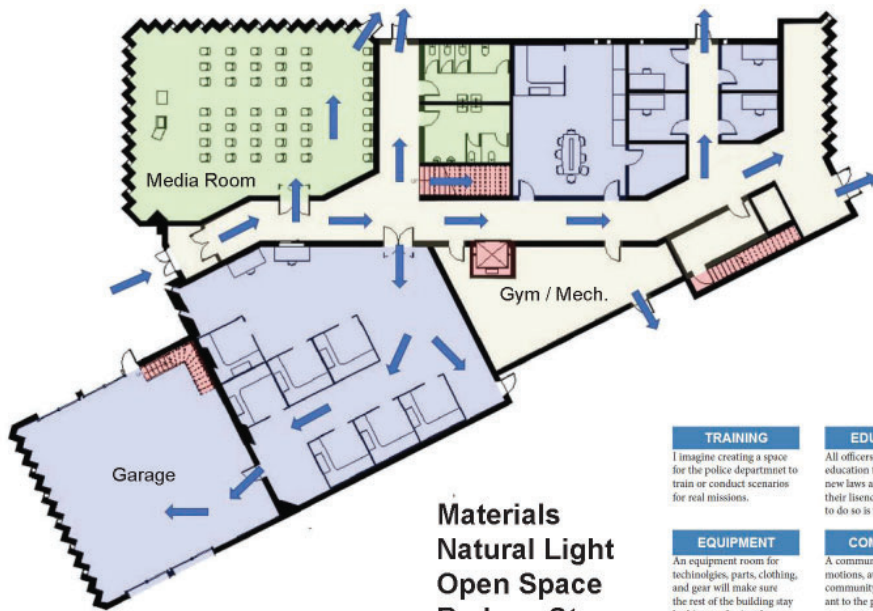 Media Room
Gym / Mech.
Garage
Materials
Natural Light
Open Space
TRAINING
I imagine creating a space
for the police departmnet to
train or conduct scenarios
for real missions.
All officers
education
new laws a
their lisenc
to do so is
EQUIPMENT
An equipment room for
techinolgies, parts, clothing,
and gear will make sure
the rest of the building stay
A commun
motions, a
community
ant to the p